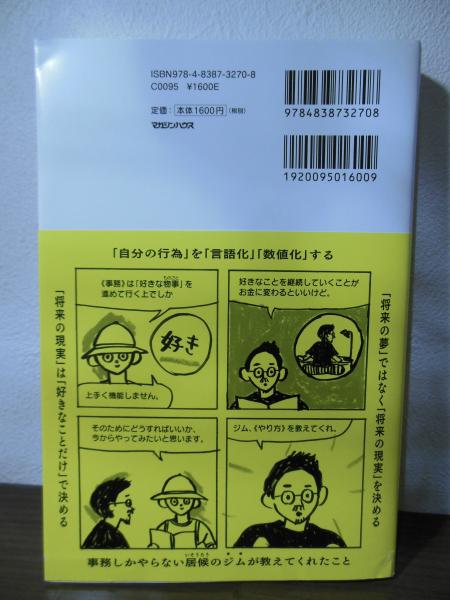 ISBN978-4-8387-3270-8
C0095 ¥1600E
定価：本体1600円(税別)
マガジンハウス
9784838732708
1920095016009
「自分の行為」を「言語化」「数値化」する
《事務》は「好きな物事」を
ものごと
進めて行く上でしか
好き
上手く機能しません。
好きなことを継続していくことが
お金に変わるといいけど。
そのためにどうすればいいか、
今からやってみたいと思います。
ジム、《やり方》を教えてくれ。
「将来の夢」ではなく「将来の現実」を決める
「将来の現実」は「好きなことだけ」で決める
いそうろう
事務しかやらない居候のジムが教えてくれたこと